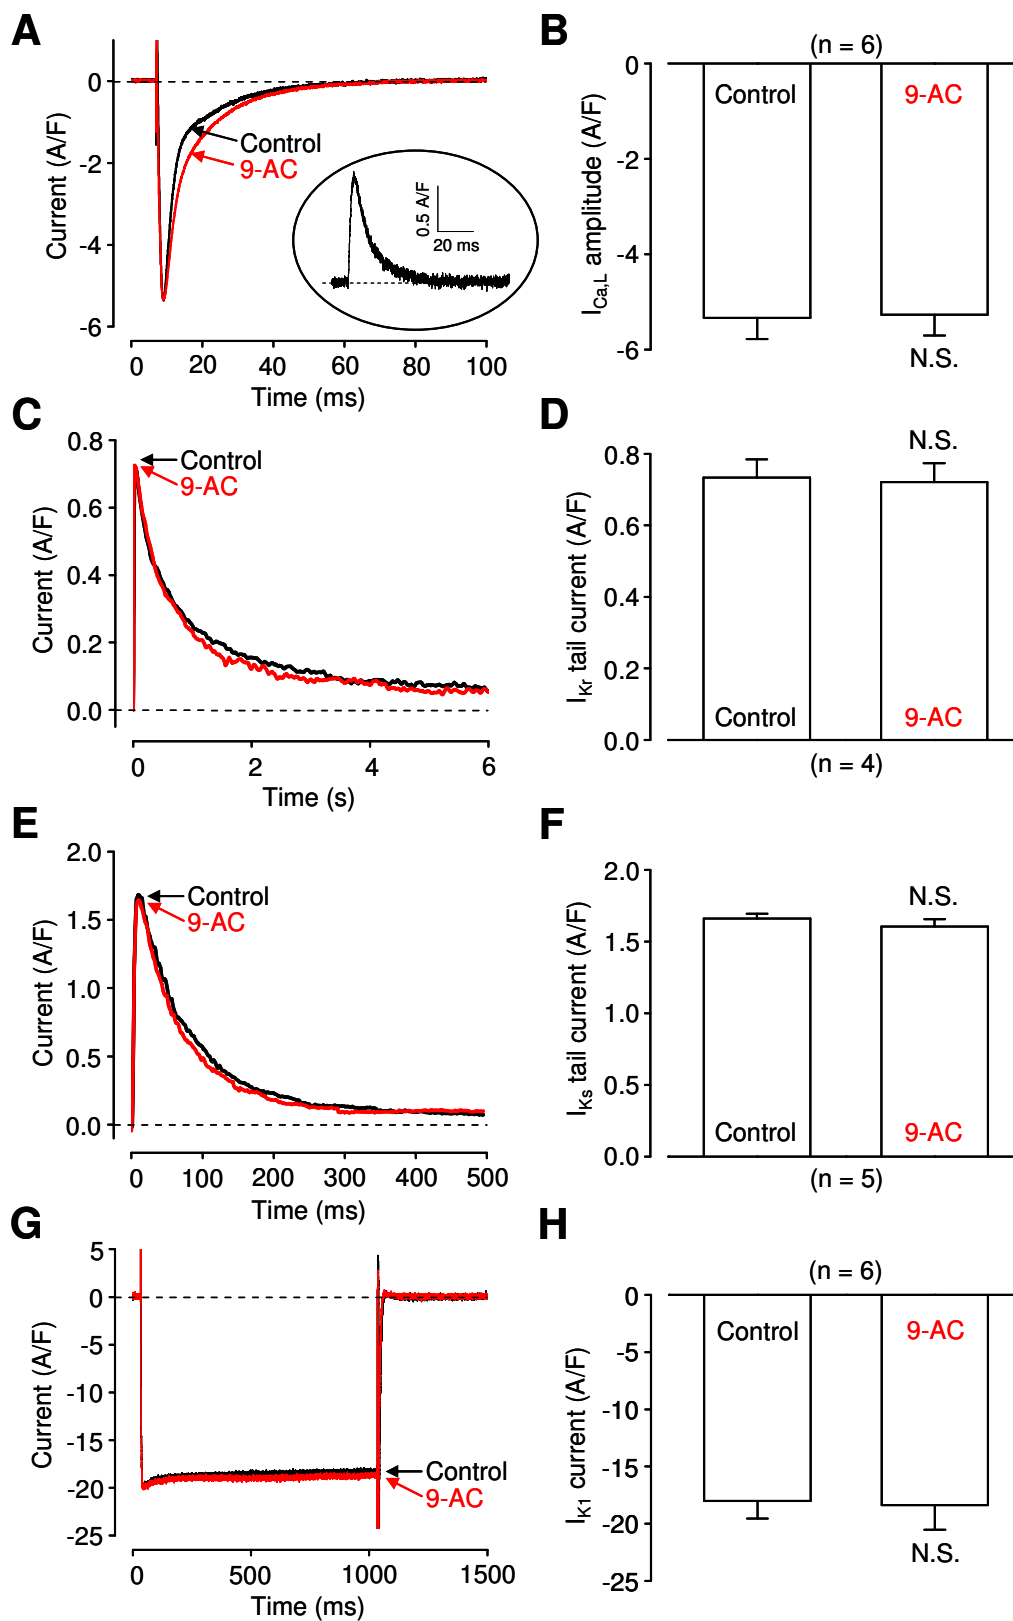 A
0
-2
-4
-6
Current (A/F)
Control
9-AC
0.5 A/F
20 ms
0 20 40 60 80 100
Time (ms)
B
(n = 6)
0
-2
-4
-6
I_Ca,L amplitude (A/F)
Control 9-AC
N.S.
C
0.8
0.6
0.4
0.2
0.0
Current (A/F)
Control
9-AC
0 2 4 6
Time (s)
D
N.S.
0.8
0.6
0.4
0.2
0.0
I_Kr tail current (A/F)
Control 9-AC
(n = 4)
E
2.0
1.5
1.0
0.5
0.0
Current (A/F)
Control
9-AC
0 100 200 300 400 500
Time (ms)
F
2.0
1.5
1.0
0.5
0.0
I_Ks tail current (A/F)
N.S.
Control 9-AC
(n = 5)
G
5
0
-5
-10
-15
-20
-25
Current (A/F)
Control
9-AC
0 500 1000 1500
Time (ms)
H
(n = 6)
0
-5
-10
-15
-20
-25
I_K1 current (A/F)
Control 9-AC
N.S.